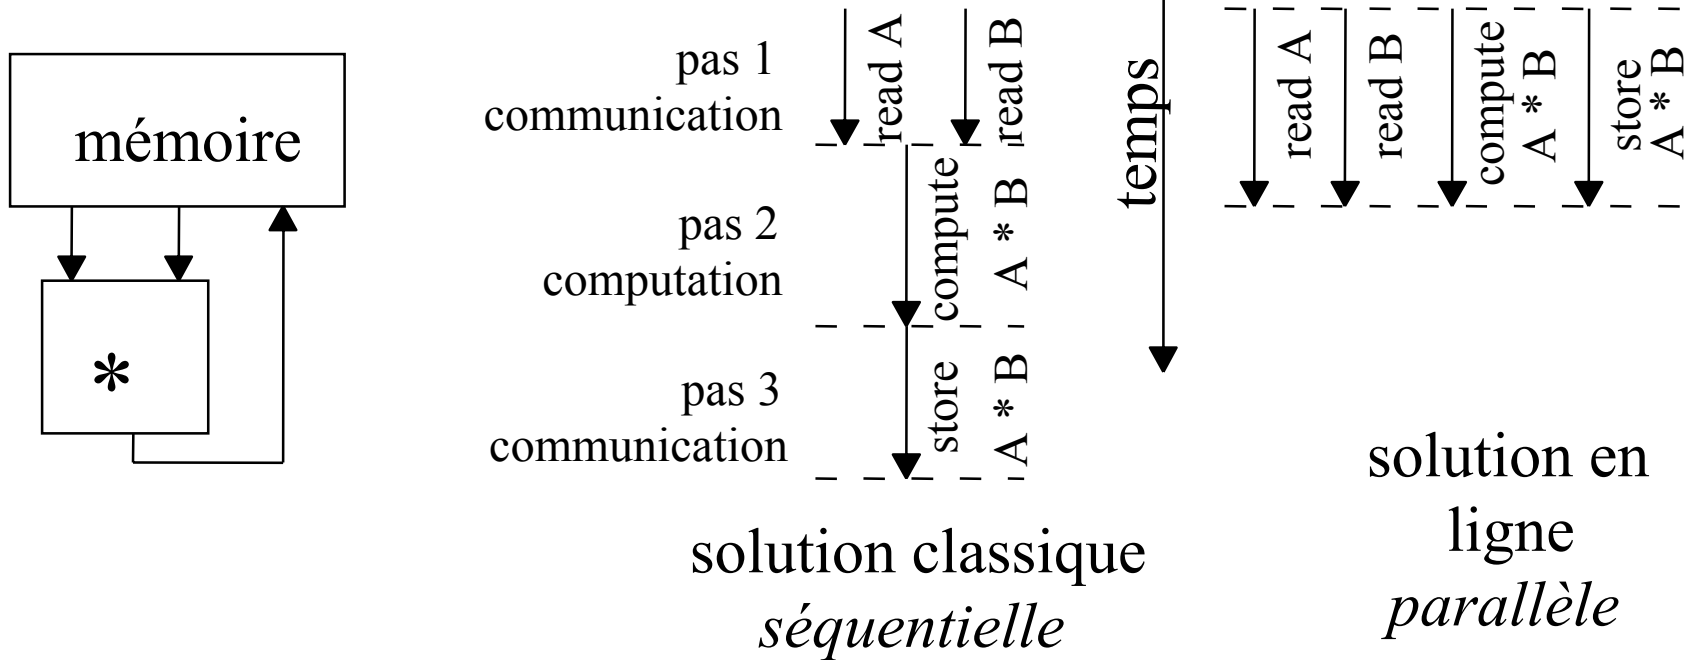 mémoire
*
pas 1
communication
read A
read B
pas 2
computation
compute
A * B
pas 3
communication
store
A * B
solution classique
séquentielle
temps
read A
read B
compute
A * B
store
A * B
solution en
ligne
parallèle